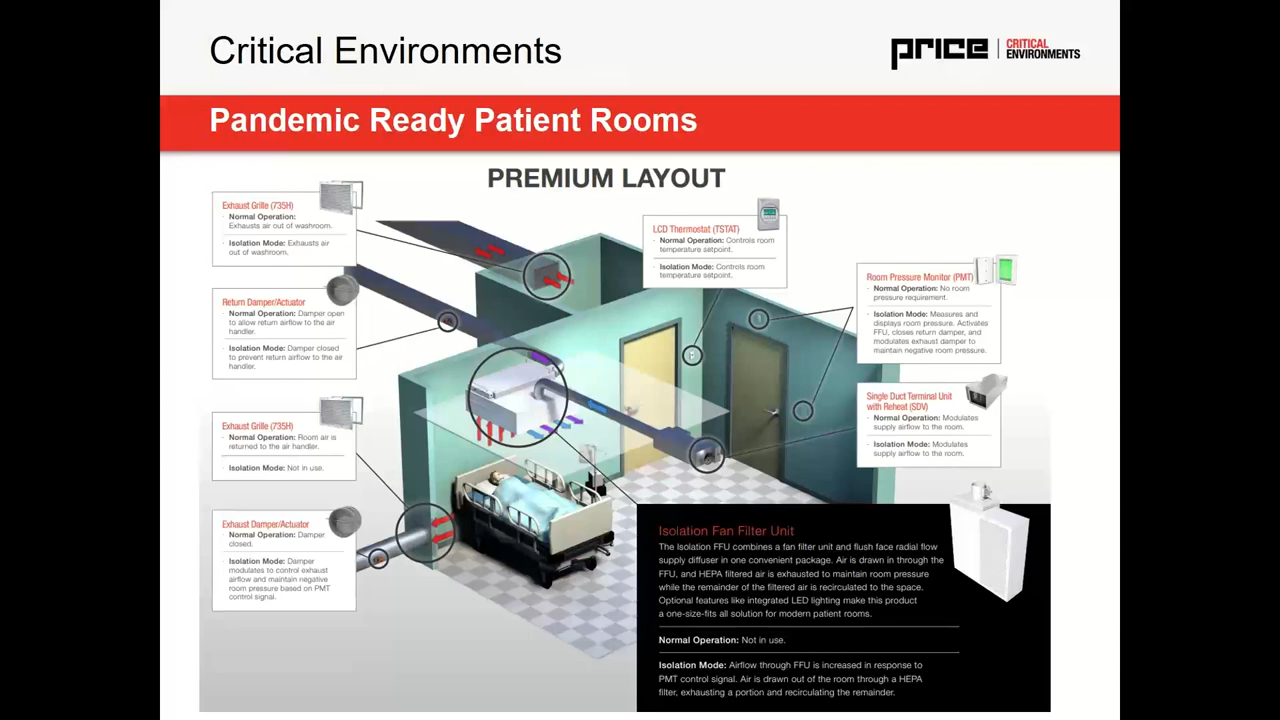 Critical Environments
price
CRITICAL
ENVIRONMENTS
Pandemic Ready Patient Rooms
PREMIUM LAYOUT
Exhaust Grille (735H)
· Normal Operation:
Exhausts air out of washroom.
· Isolation Mode: Exhausts air
out of washroom.
Return Damper/Actuator
· Normal Operation: Damper open
to allow return airflow to the air
handler.
· Isolation Mode: Damper closed
to prevent return airflow to the air
handler.
Exhaust Grille (735H)
· Normal Operation: Room air is
returned to the air handler.
· Isolation Mode: Not in use.
Exhaust Damper/Actuator
· Normal Operation: Damper
closed.
· Isolation Mode: Damper
modulates to control exhaust
airflow and maintain negative
room pressure based on PMT
control signal.
LCD Thermostat (TSTAT)
· Normal Operation: Controls room
temperature setpoint.
· Isolation Mode: Controls room
temperature setpoint.
Room Pressure Monitor (PMT)
· Normal Operation: No room
pressure requirement.
· Isolation Mode: Measures and
displays room pressure. Activates
FFU, closes return damper, and
modulates exhaust damper to
maintain negative room pressure.
Single Duct Terminal Unit
with Reheat (SDV)
· Normal Operation: Modulates
supply airflow to the room.
· Isolation Mode: Modulates
supply airflow to the room.
Isolation Fan Filter Unit
The Isolation FFU combines a fan filter unit and flush face radial flow
supply diffuser in one convenient package. Air is drawn in through the
FFU, and HEPA filtered air is exhausted to maintain room pressure
while the remainder of the filtered air is recirculated to the space.
Optional features like integrated LED lighting make this product
a one-size-fits all solution for modern patient rooms.
Normal Operation: Not in use.
Isolation Mode: Airflow through FFU is increased in response to
PMT control signal. Air is drawn out of the room through a HEPA
filter, exhausting a portion and recirculating the remainder.